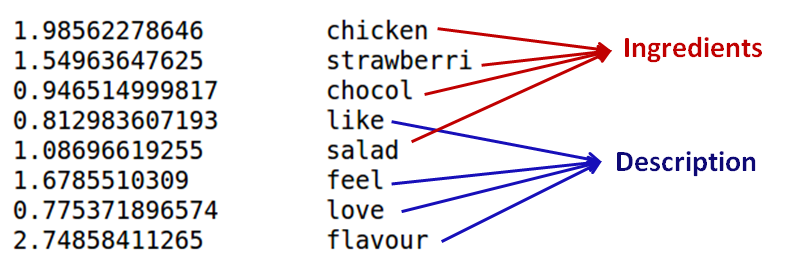 1.98562278646 chicken
1.54963647625 strawberri
0.946514999817 chocol
0.812983607193 like
1.08696619255 salad
1.6785510309 feel
0.775371896574 love
2.74858411265 flavour
Ingredients
Description